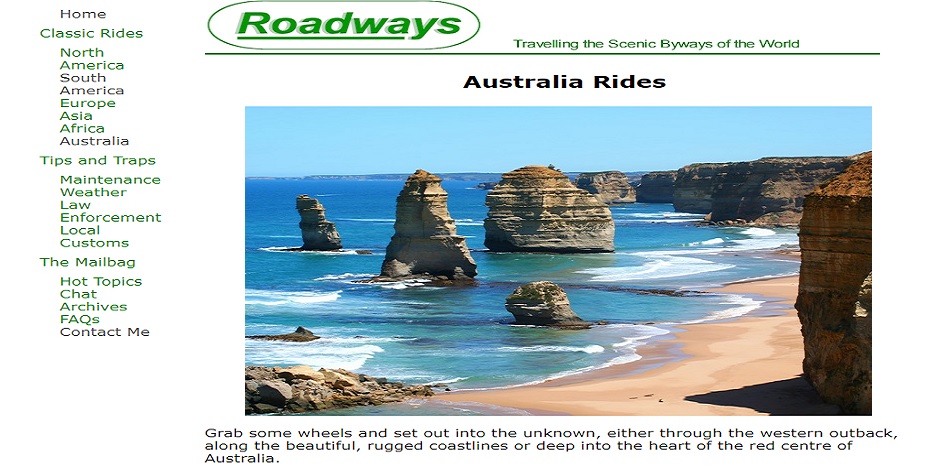 Home
Classic Rides
North
America
South
America
Europe
Asia
Africa
Australia
Tips and Traps
Maintenance
Weather
Law
Enforcement
Local
Customs
The Mailbag
Hot Topics
Chat
Archives
FAQs
Contact Me
Roadways
Travelling the Scenic Byways of the World
Australia Rides
Grab some wheels and set out into the unknown, either through the western outback,
along the beautiful, rugged coastlines or deep into the heart of the red centre of
Australia.